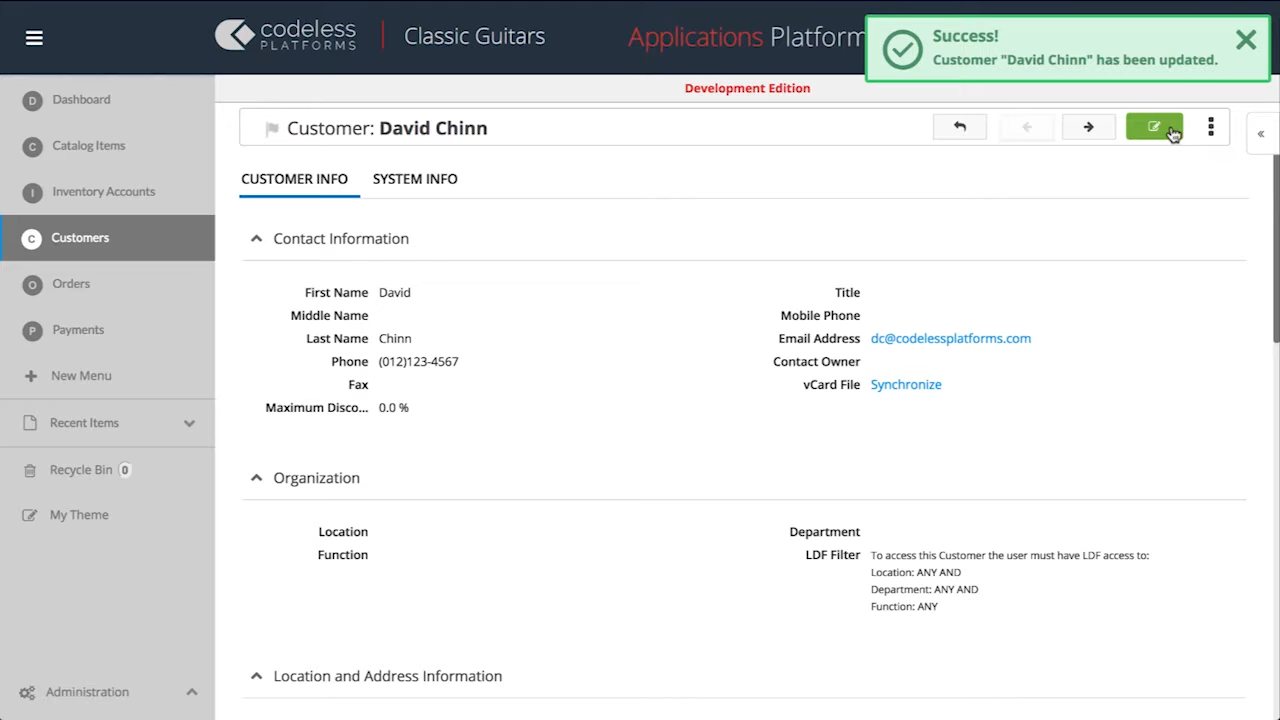 codeless
PLATFORMS
Classic Guitars
Applications Platform
Success!
Customer "David Chinn" has been updated.
Development Edition
D Dashboard
C Catalog Items
I Inventory Accounts
C Customers
O Orders
P Payments
New Menu
Recent Items
Recycle Bin 0
My Theme
Administration
Customer: David Chinn
CUSTOMER INFO SYSTEM INFO
Contact Information
First Name David
Middle Name
Last Name Chinn
Phone (012)123-4567
Fax
Maximum Disco... 0.0 %
Title
Mobile Phone
Email Address dc@codelessplatforms.com
Contact Owner
vCard File Synchronize
Organization
Location
Function
Department
LDF Filter To access this Customer the user must have LDF access to:
Location: ANY AND
Department: ANY AND
Function: ANY
Location and Address Information